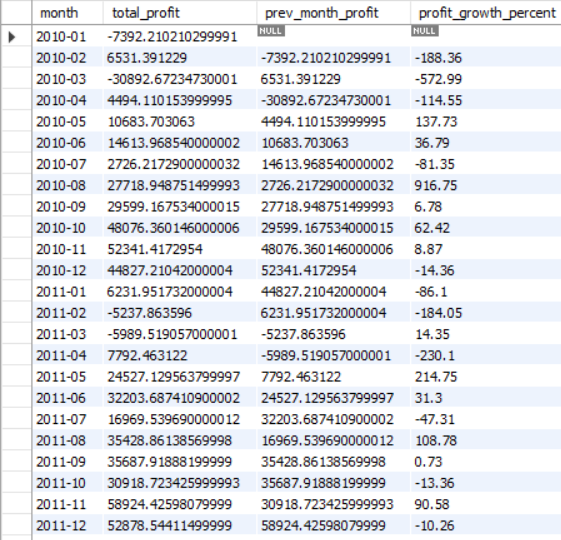 month total_profit prev_month_profit profit_growth_percent
2010-01 -7392.210210299991 NULL NULL
2010-02 6531.391229 -7392.210210299991 -188.36
2010-03 -30892.67234730001 6531.391229 -572.99
2010-04 4494.110153999995 -30892.67234730001 -114.55
2010-05 10683.703063 4494.110153999995 137.73
2010-06 14613.968540000002 10683.703063 36.79
2010-07 2726.2172900000032 14613.968540000002 -81.35
2010-08 27718.948751499993 2726.2172900000032 916.75
2010-09 29599.167534000015 27718.948751499993 6.78
2010-10 48076.360146000006 29599.167534000015 62.42
2010-11 52341.4172954 48076.360146000006 8.87
2010-12 44827.21042000004 52341.4172954 -14.36
2011-01 6231.951732000004 44827.21042000004 -86.1
2011-02 -5237.863596 6231.951732000004 -184.05
2011-03 -5989.519057000001 -5237.863596 14.35
2011-04 7792.463122 -5989.519057000001 -230.1
2011-05 24527.129563799997 7792.463122 214.75
2011-06 32203.687410900002 24527.129563799997 31.3
2011-07 16969.539690000012 32203.687410900002 -47.31
2011-08 35428.86138569998 16969.539690000012 108.78
2011-09 35687.91888199999 35428.86138569998 0.73
2011-10 30918.723425999993 35687.91888199999 -13.36
2011-11 58924.42598079999 30918.723425999993 90.58
2011-12 52878.54411499999 58924.42598079999 -10.26